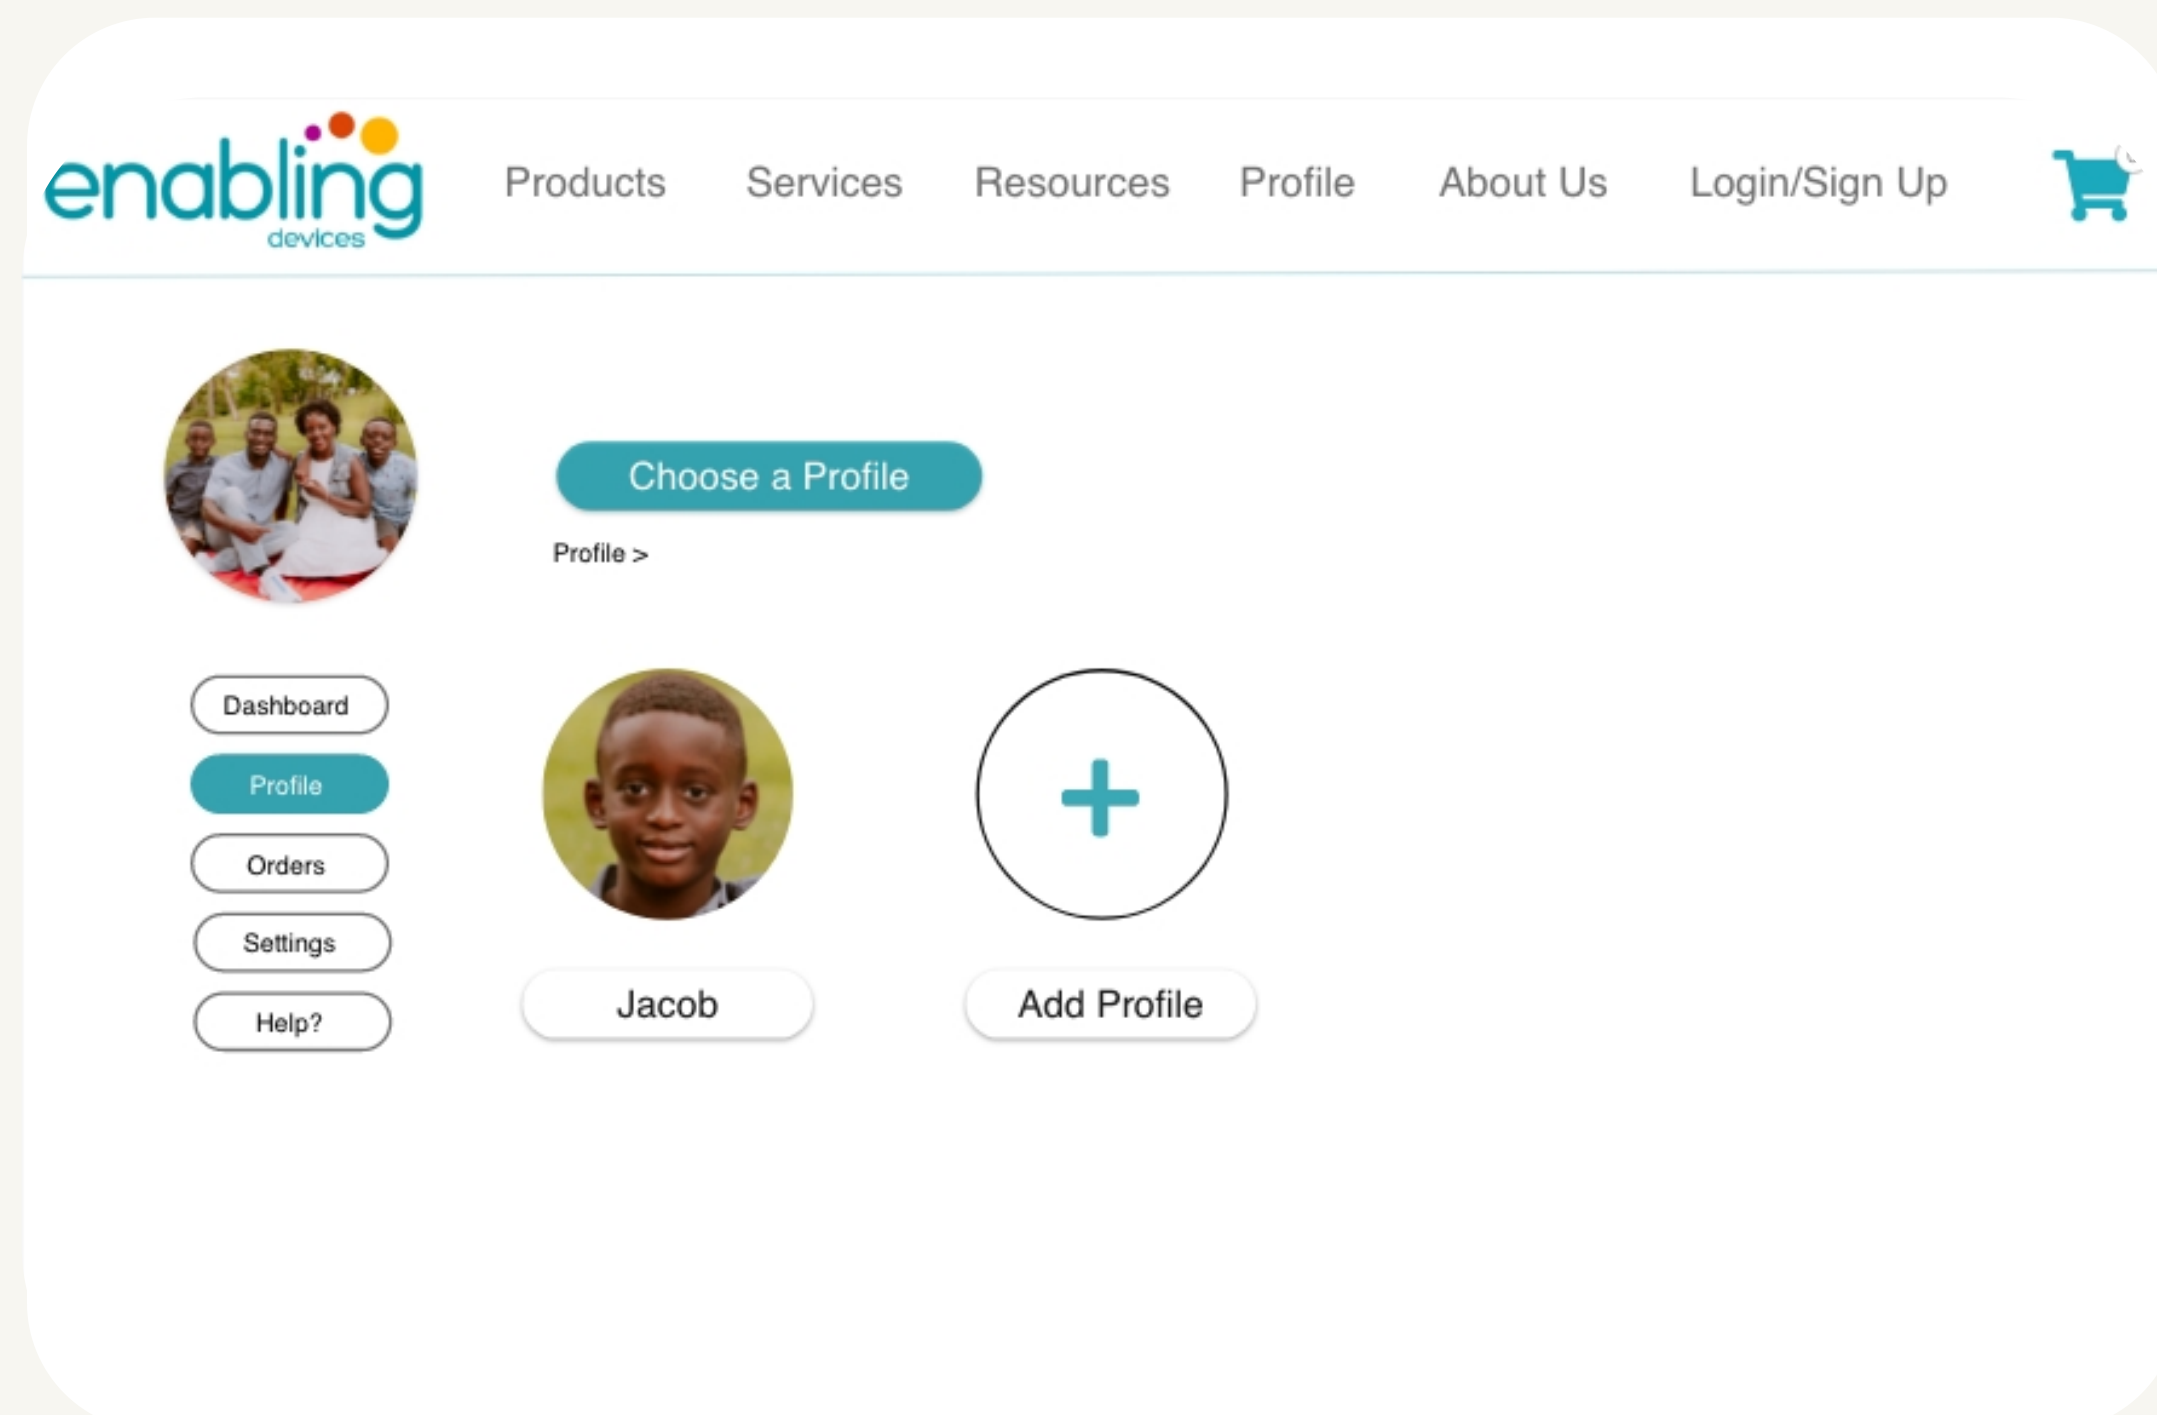 enabling
devices
Products Services Resources Profile About Us Login/Sign Up
Choose a Profile
Profile >
Dashboard
Profile
Orders
Settings
Help?
Jacob
Add Profile